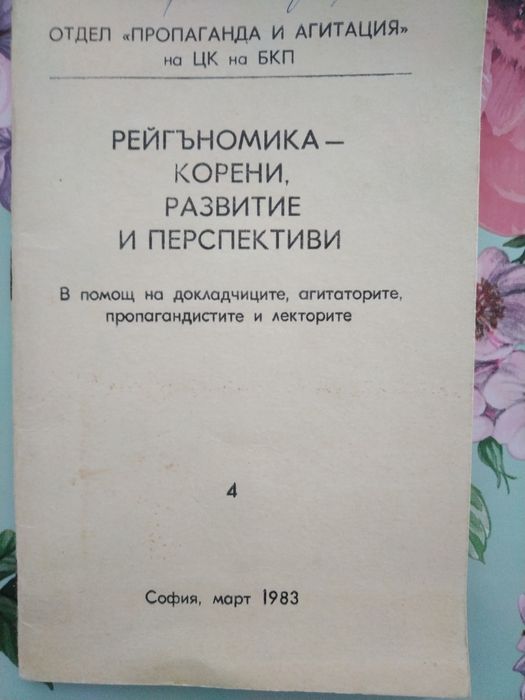 ОТДЕЛ «ПРОПАГАНДА И АГИТАЦИЯ»
на ЦК на БКП
РЕЙГЪНОМИКА —
КОРЕНИ,
РАЗВИТИЕ
И ПЕРСПЕКТИВИ
В помощ на докладчиците, агитаторите,
пропагандистите и лекторите
4
София, март 1983